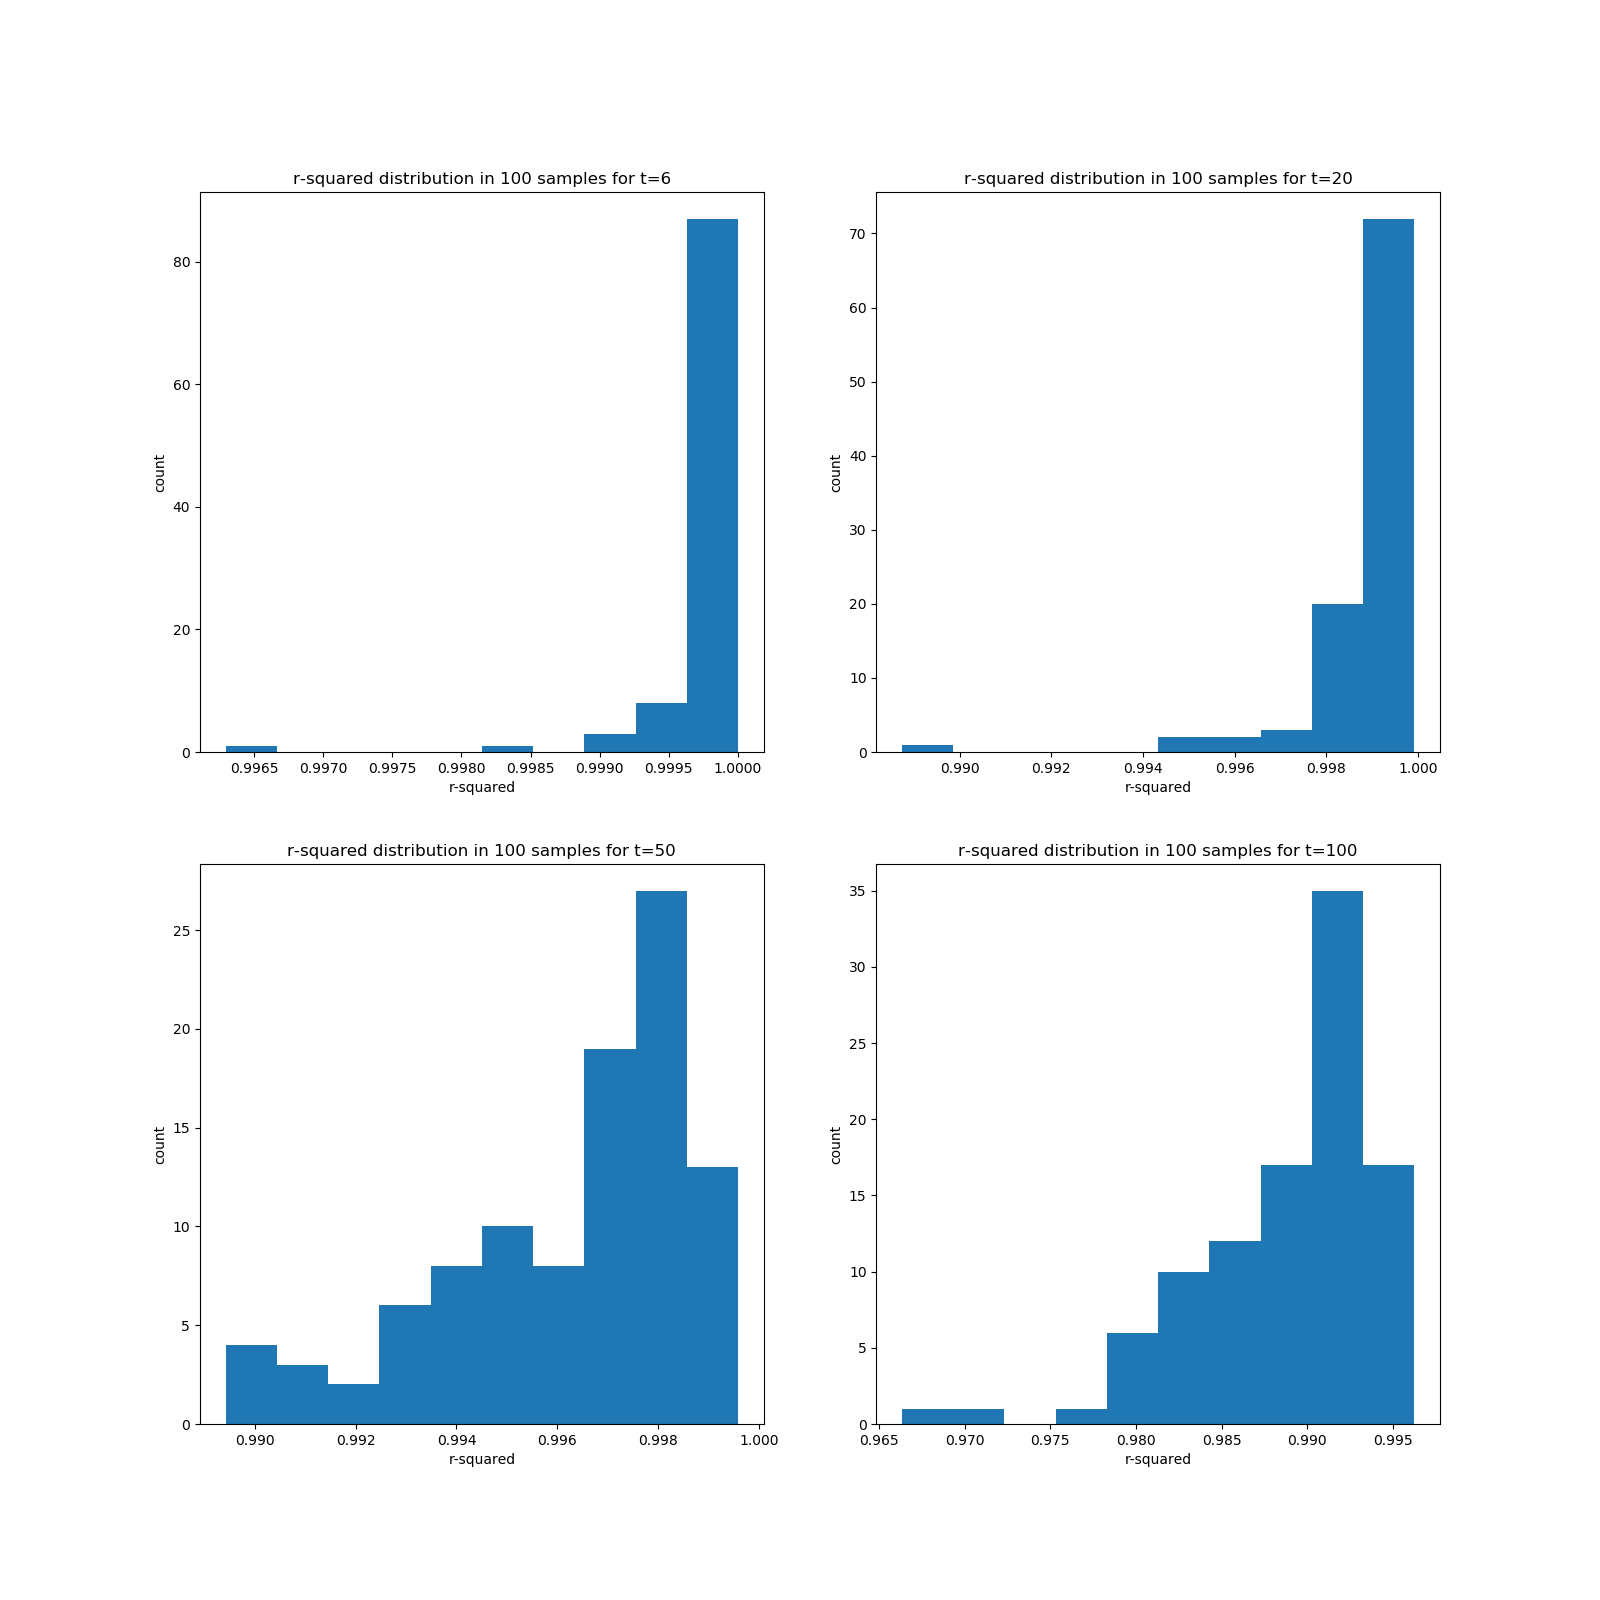 r-squared distribution in 100 samples for t=6
80
60
40
20
0
count
0.9965 0.9970 0.9975 0.9980 0.9985 0.9990 0.9995 1.0000
r-squared
r-squared distribution in 100 samples for t=20
70
60
50
40
30
20
10
0
count
0.990 0.992 0.994 0.996 0.998 1.000
r-squared
r-squared distribution in 100 samples for t=50
25
20
15
10
5
0
count
0.990 0.992 0.994 0.996 0.998 1.000
r-squared
r-squared distribution in 100 samples for t=100
35
30
25
20
15
10
5
0
count
0.965 0.970 0.975 0.980 0.985 0.990 0.995
r-squared